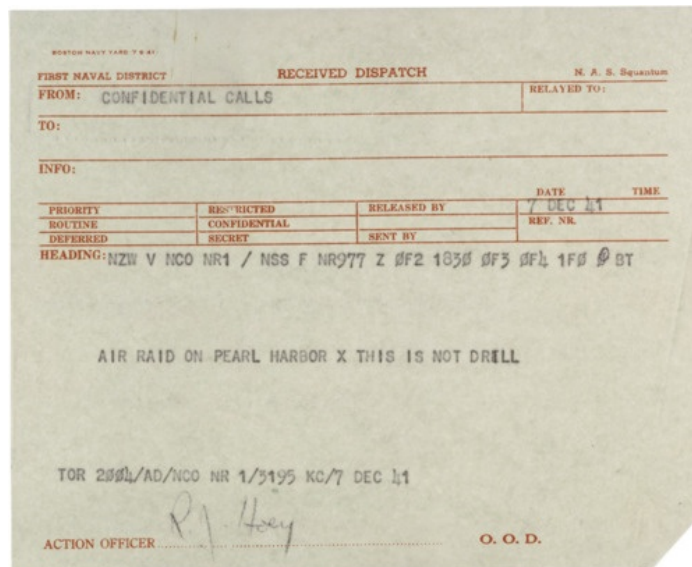 BOSTON NAVY YARD 7 8 41
FIRST NAVAL DISTRICT RECEIVED DISPATCH N. A. S. Squantum
FROM: CONFIDENTIAL CALLS RELAYED TO:
TO:
INFO:
DATE TIME
PRIORITY RESTRICTED RELEASED BY 7 DEC 41
ROUTINE CONFIDENTIAL REF. NR.
DEFERRED SECRET SENT BY
HEADING: NZW V NCO NR1 / NSS F NR977 Z ØF2 183Ø ØF3 ØF4 1FØ Ø BT
AIR RAID ON PEARL HARBOR X THIS IS NOT DRILL
TOR 2ØØ4/AD/NCO NR 1/3195 KC/7 DEC 41
R. J. Hoey
ACTION OFFICER O. O. D.